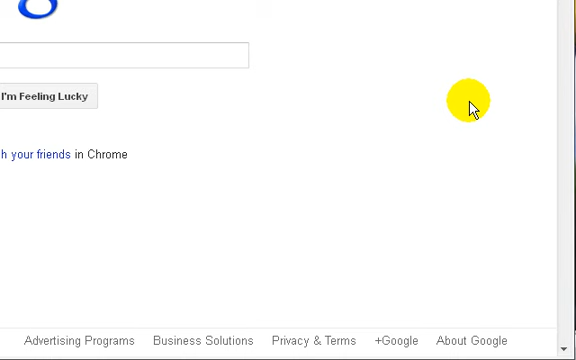 I'm Feeling Lucky
h your friends in Chrome
Advertising Programs Business Solutions Privacy & Terms +Google About Google